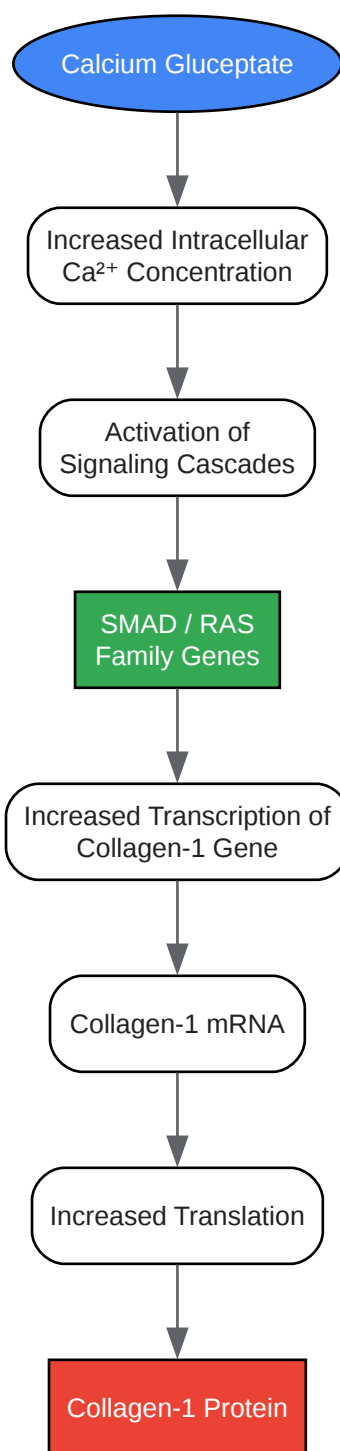 Calcium Gluceptate
Increased Intracellular
Ca²⁺ Concentration
Activation of
Signaling Cascades
SMAD / RAS
Family Genes
Increased Transcription of
Collagen-1 Gene
Collagen-1 mRNA
Increased Translation
Collagen-1 Protein